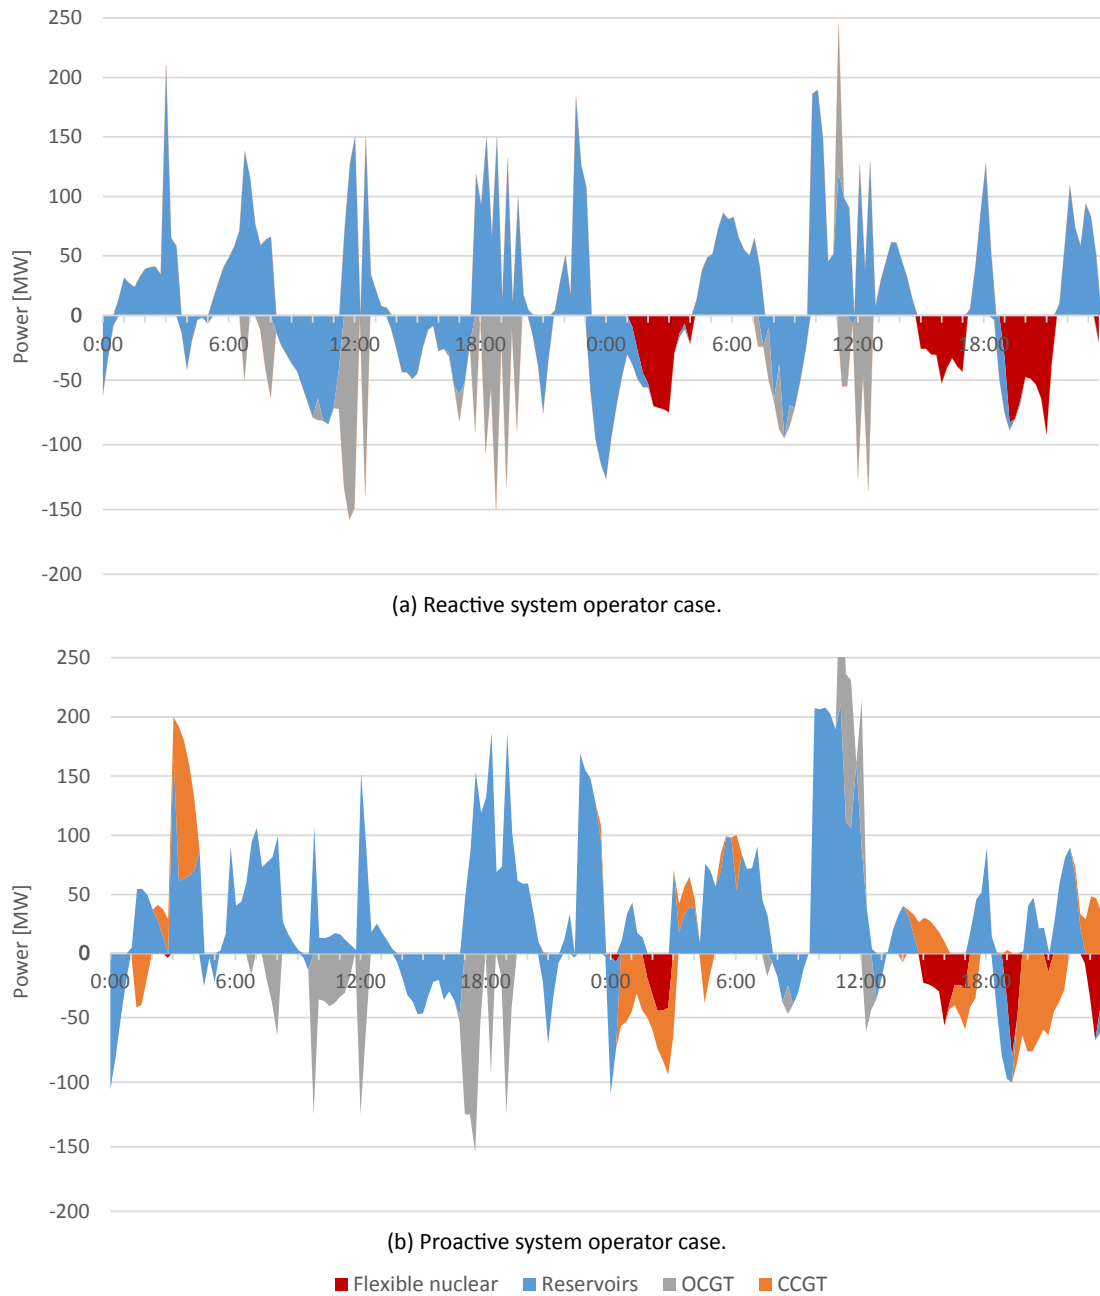 250
200
150
100
50
0
-50
-100
-150
-200
Power [MW]
0:00 6:00 12:00 18:00 0:00 6:00 12:00 18:00
(a) Reactive system operator case.
250
200
150
100
50
0
-50
-100
-150
-200
Power [MW]
0:00 6:00 12:00 18:00 0:00 6:00 12:00 18:00
(b) Proactive system operator case.
Flexible nuclear Reservoirs OCGT CCGT